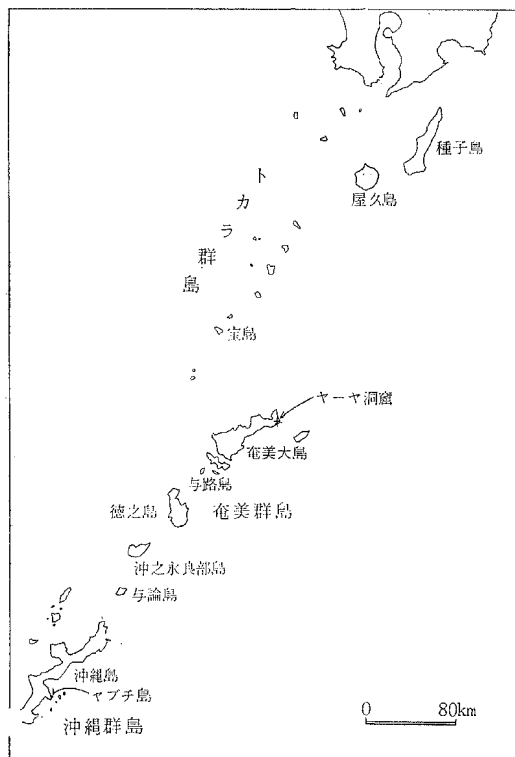 種子島
屋久島
トカラ群島
宝島
ヤーヤ洞窟
奄美大島
与路島
徳之島
奄美群島
沖之永良部島
与論島
沖縄島
ヤブチ島
沖縄群島
0 80km